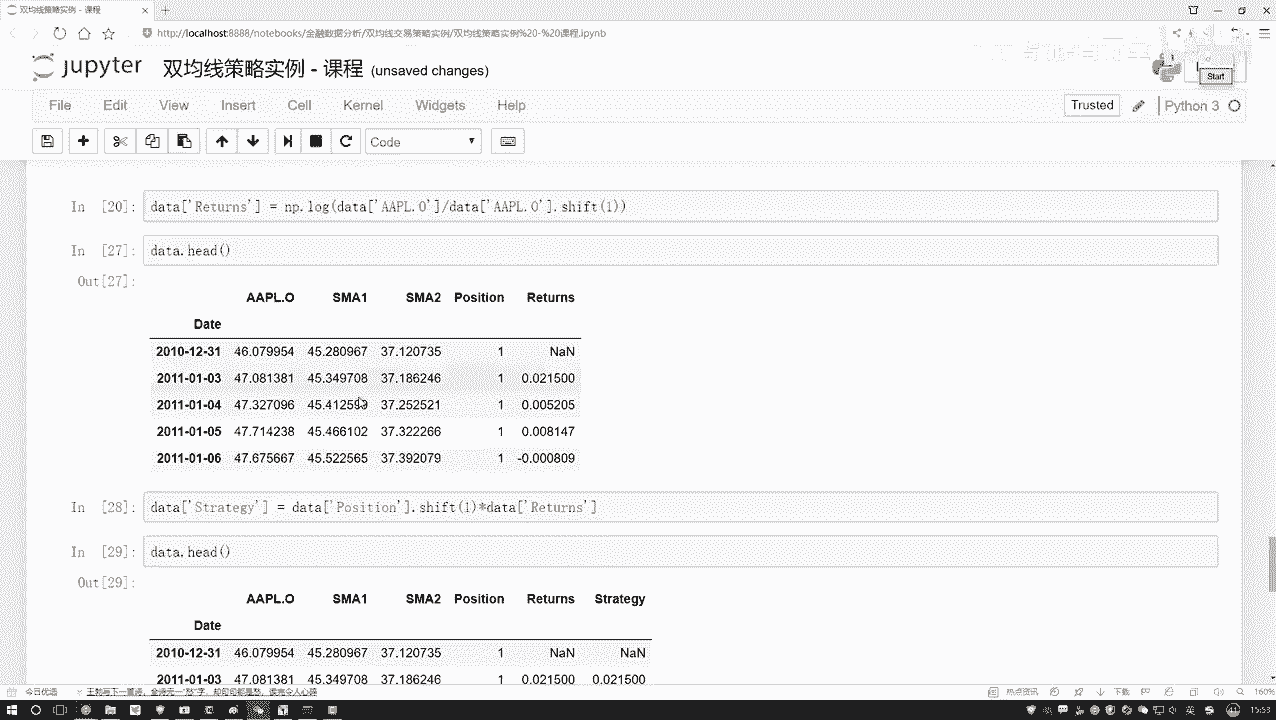 双均线策略实例 - 课程
http://localhost:8888/notebooks/金融数据分析/双均线交易策略实例/双均线策略实例%20-%20课程.ipynb
jupyter 双均线策略实例 - 课程 (unsaved changes)
Start
File Edit View Insert Cell Kernel Widgets Help
Trusted Python 3
Code
In [20]: data['Returns'] = np.log(data['AAPL.O']/data['AAPL.O'].shift(1))
In [27]: data.head()
Out[27]:
AAPL.O SMA1 SMA2 Position Returns
Date
2010-12-31 46.079954 45.280967 37.120735 1 NaN
2011-01-03 47.081381 45.349708 37.186246 1 0.021500
2011-01-04 47.327096 45.412593 37.252521 1 0.005205
2011-01-05 47.714238 45.466102 37.322266 1 0.008147
2011-01-06 47.675667 45.522565 37.392079 1 -0.000809
In [28]: data['Strategy'] = data['Position'].shift(1)*data['Returns']
In [29]: data.head()
Out[29]:
AAPL.O SMA1 SMA2 Position Returns Strategy
Date
2010-12-31 46.079954 45.280967 37.120735 1 NaN NaN
2011-01-03 47.081381 45.349708 37.186246 1 0.021500 0.021500
今日优选 热点资讯 下载 160%
15:53